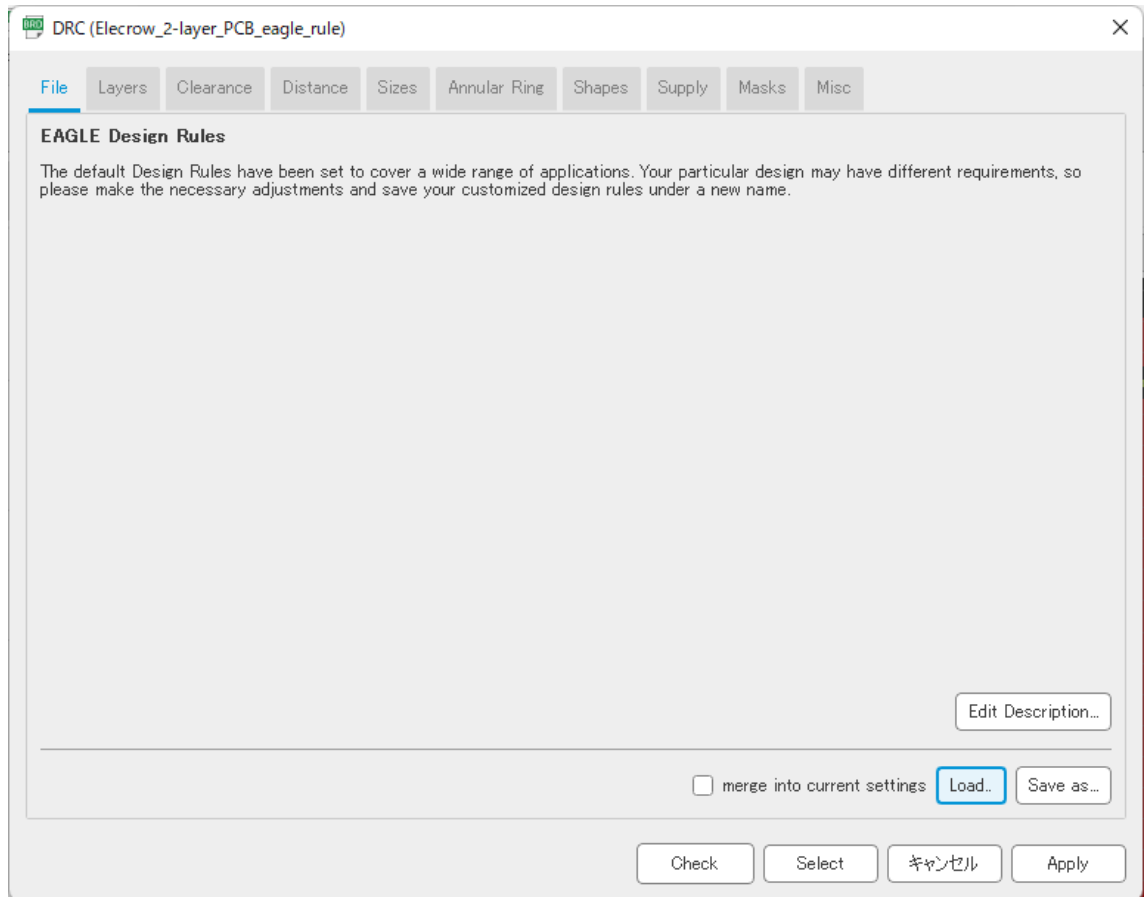 BRD
DRC (Elecrow_2-layer_PCB_eagle_rule)
File Layers Clearance Distance Sizes Annular Ring Shapes Supply Masks Misc
EAGLE Design Rules
The default Design Rules have been set to cover a wide range of applications. Your particular design may have different requirements, so
please make the necessary adjustments and save your customized design rules under a new name.
Edit Description...
merge into current settings Load.. Save as...
Check Select キャンセル Apply